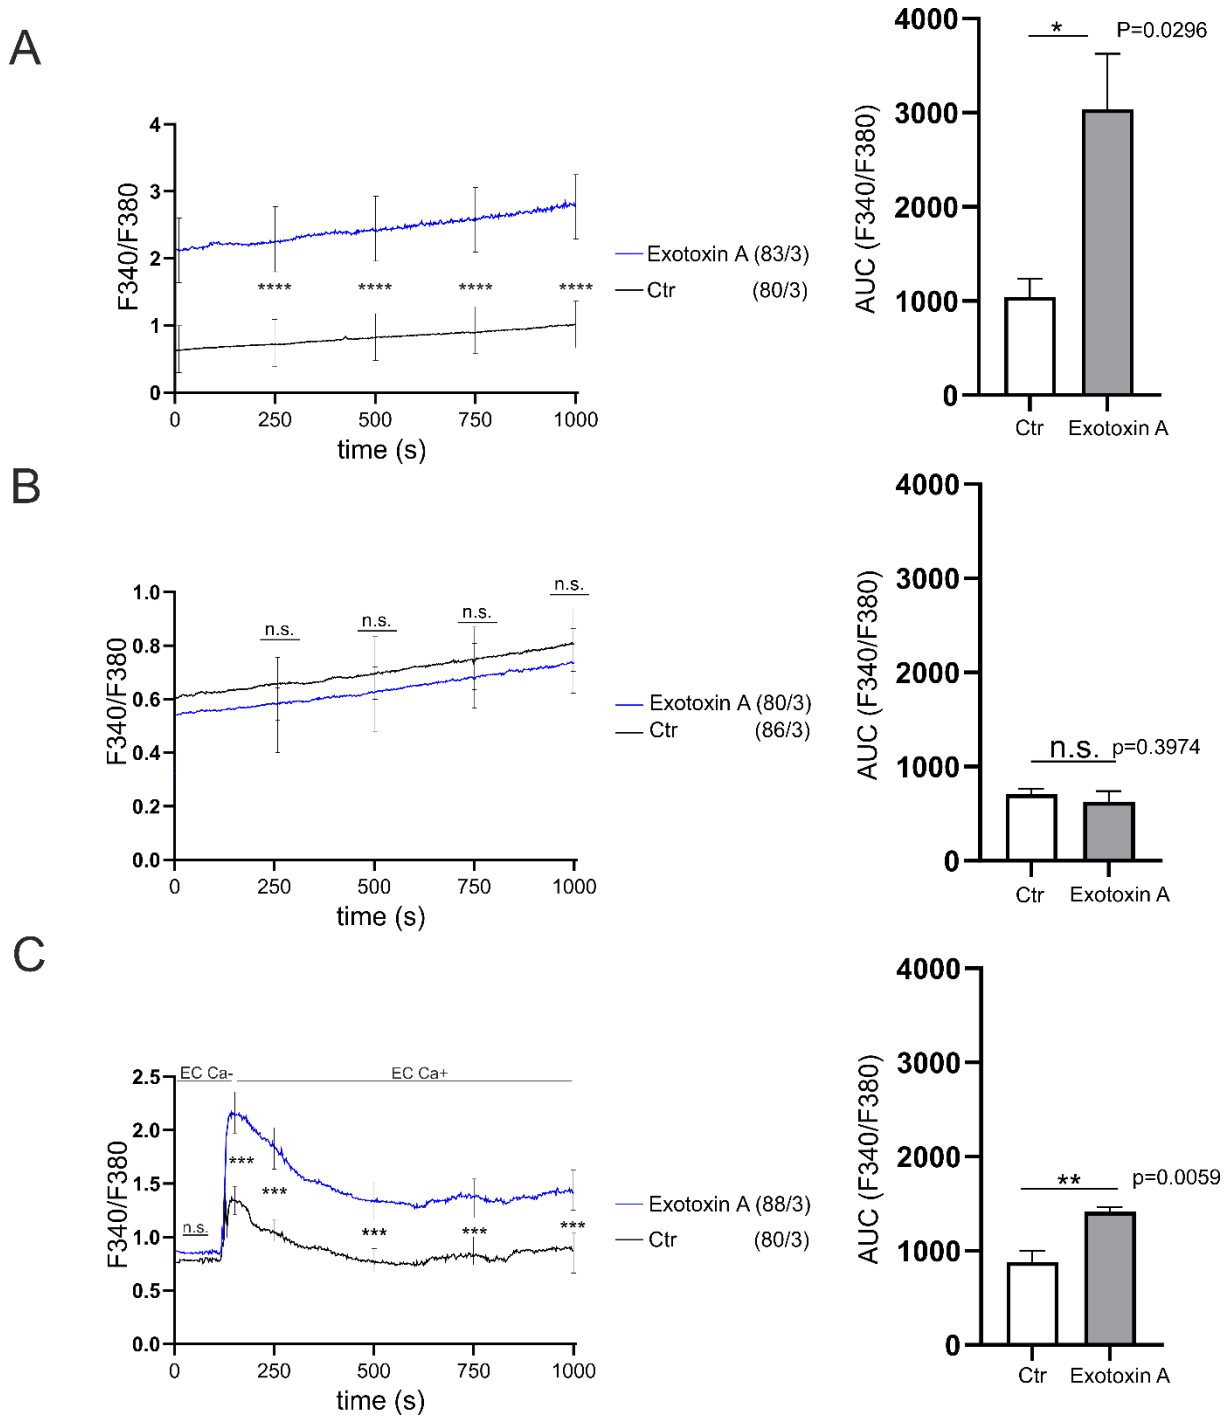 A
4
3
2
1
0
F340/F380
****
****
****
****
0
250
500
750
1000
time (s)
Exotoxin A (83/3)
Ctr (80/3)
4000
3000
2000
1000
0
AUC (F340/F380)
*
P=0.0296
Ctr
Exotoxin A
B
1.0
0.8
0.6
0.4
0.2
0.0
F340/F380
n.s.
n.s.
n.s.
n.s.
0
250
500
750
1000
time (s)
Exotoxin A (80/3)
Ctr (86/3)
4000
3000
2000
1000
0
AUC (F340/F380)
n.s.
p=0.3974
Ctr
Exotoxin A
C
EC Ca-
EC Ca+
2.5
2.0
1.5
1.0
0.5
0.0
F340/F380
n.s.
***
***
***
***
***
0
250
500
750
1000
time (s)
Exotoxin A (88/3)
Ctr (80/3)
4000
3000
2000
1000
0
AUC (F340/F380)
**
p=0.0059
Ctr
Exotoxin A